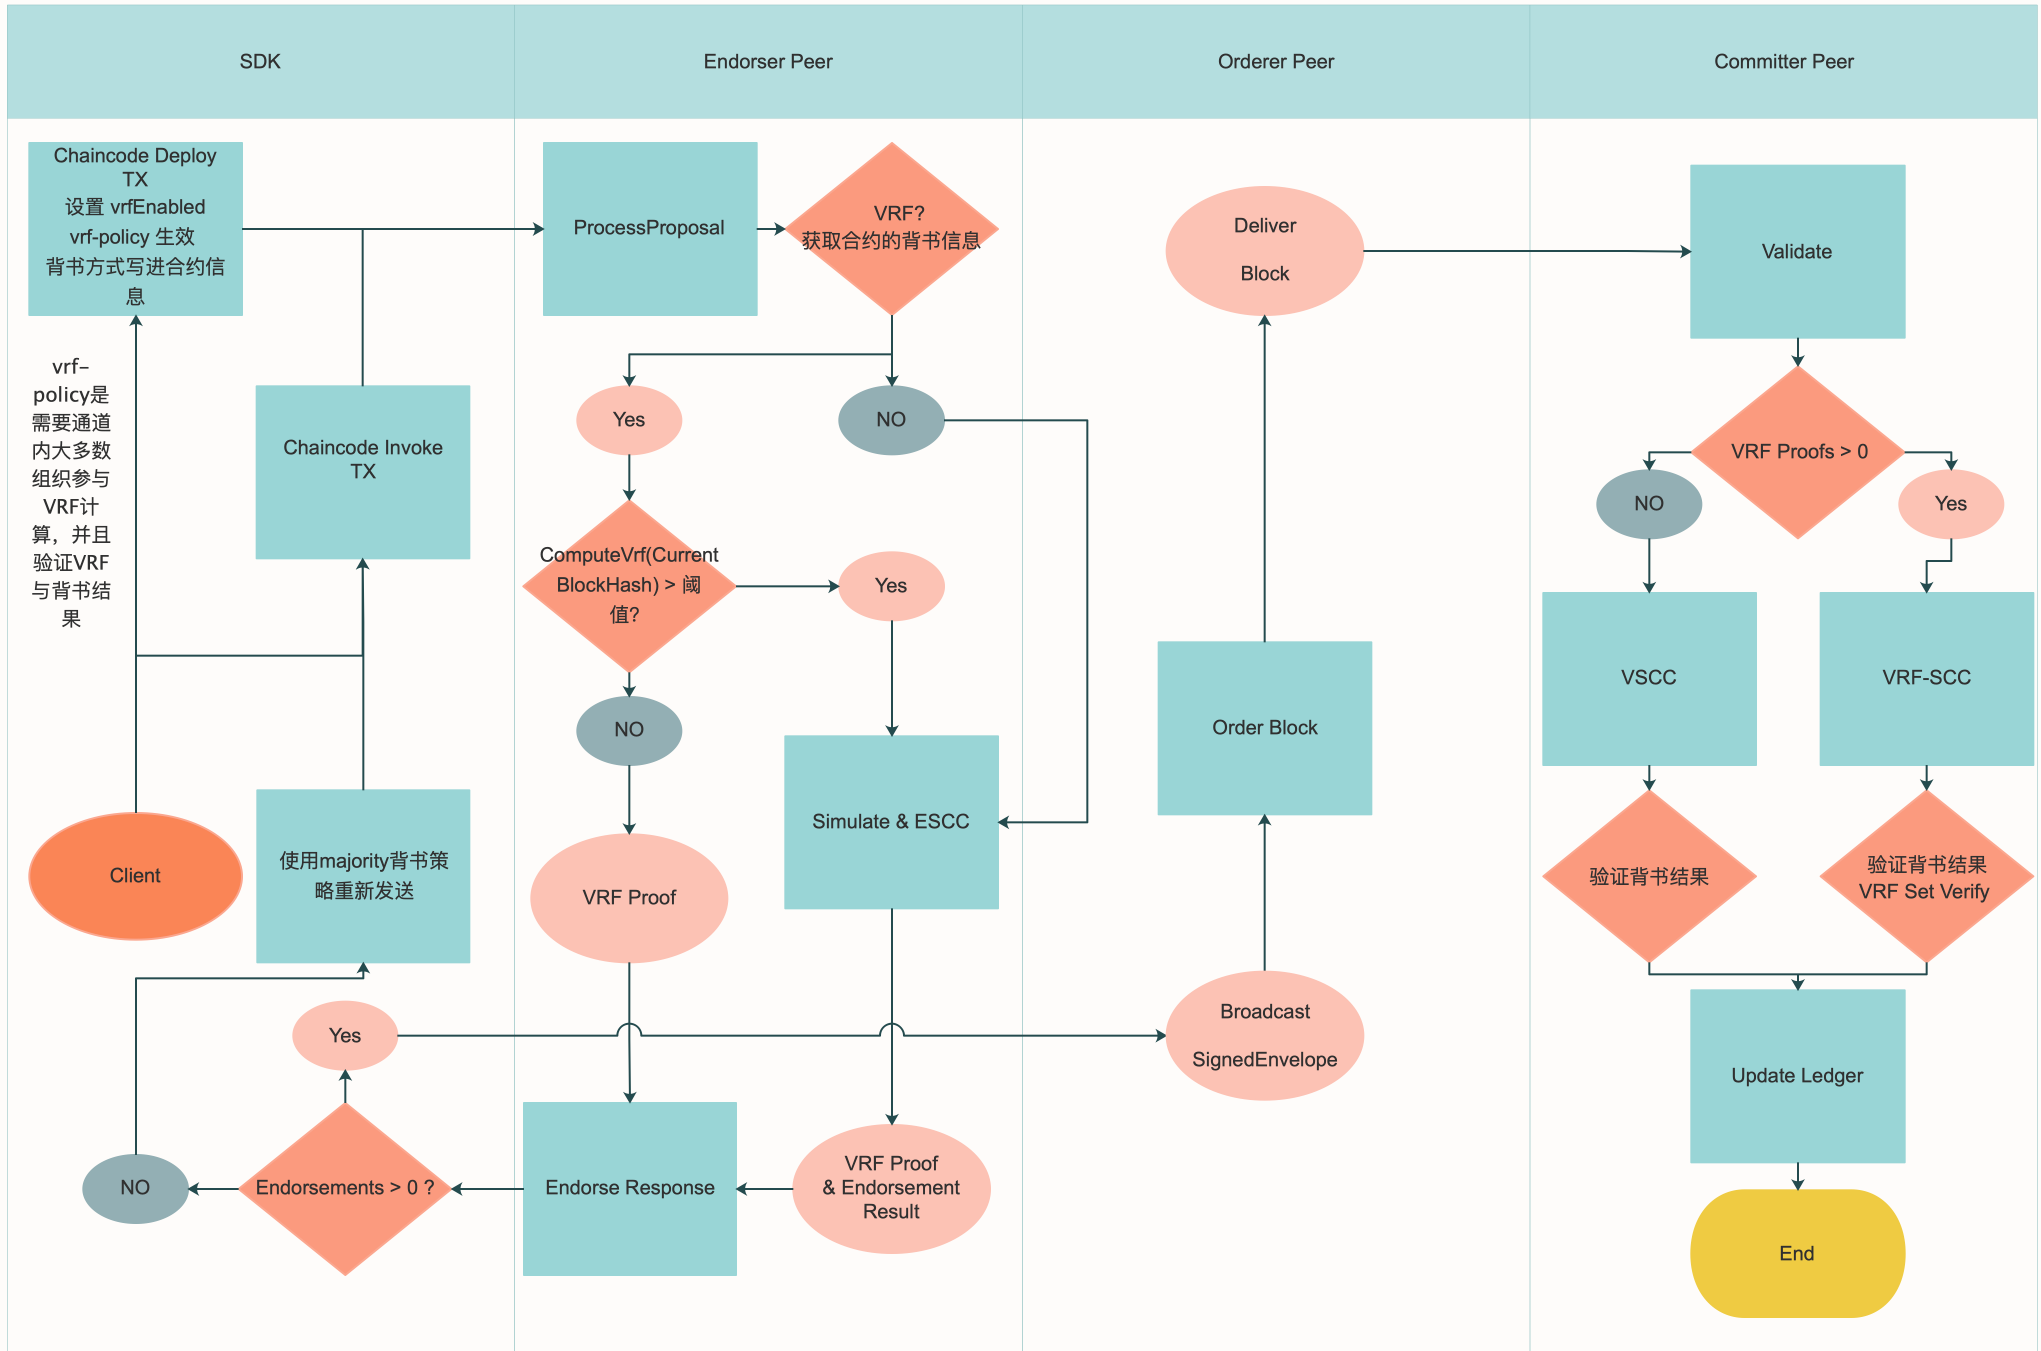 SDK
Endorser Peer
Orderer Peer
Committer Peer
Chaincode Deploy
TX
设置 vrfEnabled
vrf-policy 生效
背书方式写进合约信
息
vrf-
policy是
需要通道
内大多数
组织参与
VRF计
算，并且
验证VRF
与背书结
果
Chaincode Invoke
TX
Client
使用majority背书策
略重新发送
Yes
NO
Endorsements > 0 ?
ProcessProposal
VRF?
获取合约的背书信息
Yes
NO
ComputeVrf(Current
BlockHash) > 阈
值?
Yes
NO
Simulate & ESCC
VRF Proof
Endorse Response
VRF Proof
& Endorsement
Result
Deliver
Block
Order Block
Broadcast
SignedEnvelope
Validate
VRF Proofs > 0
NO
Yes
VSCC
VRF-SCC
验证背书结果
验证背书结果
VRF Set Verify
Update Ledger
End